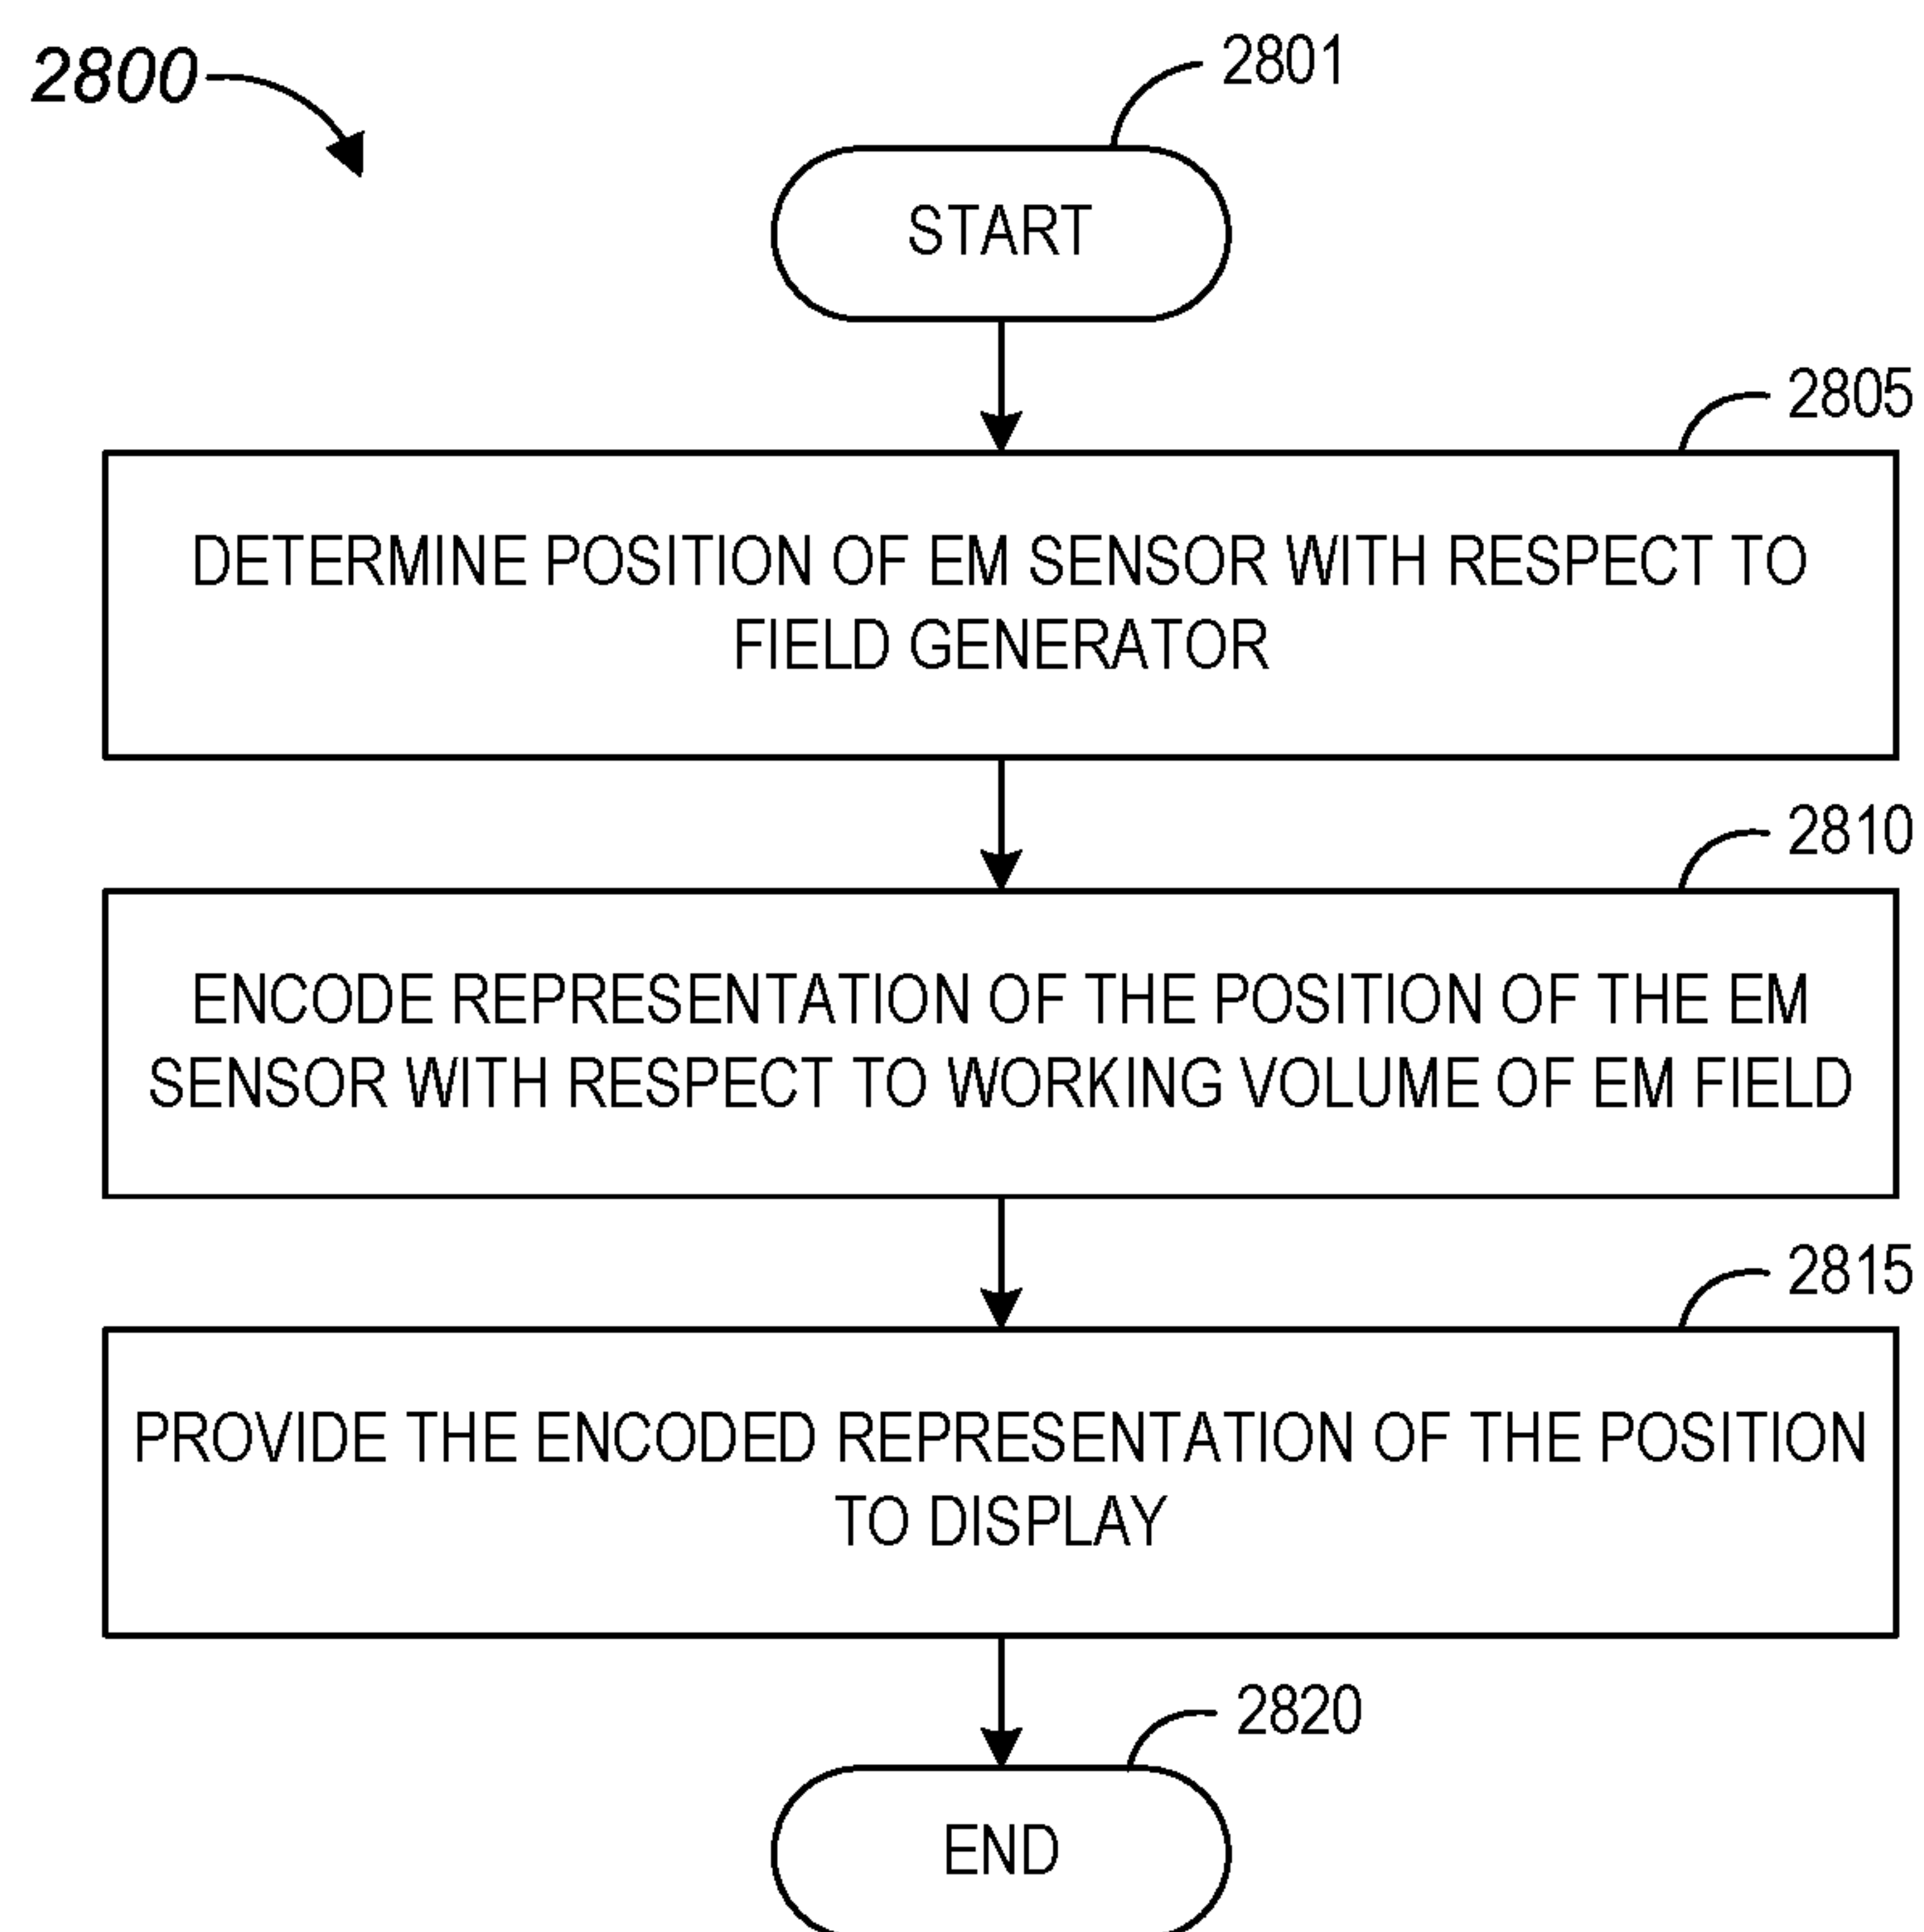 2800
2801
START
2805
DETERMINE POSITION OF EM SENSOR WITH RESPECT TO
FIELD GENERATOR
2810
ENCODE REPRESENTATION OF THE POSITION OF THE EM
SENSOR WITH RESPECT TO WORKING VOLUME OF EM FIELD
2815
PROVIDE THE ENCODED REPRESENTATION OF THE POSITION
TO DISPLAY
2820
END